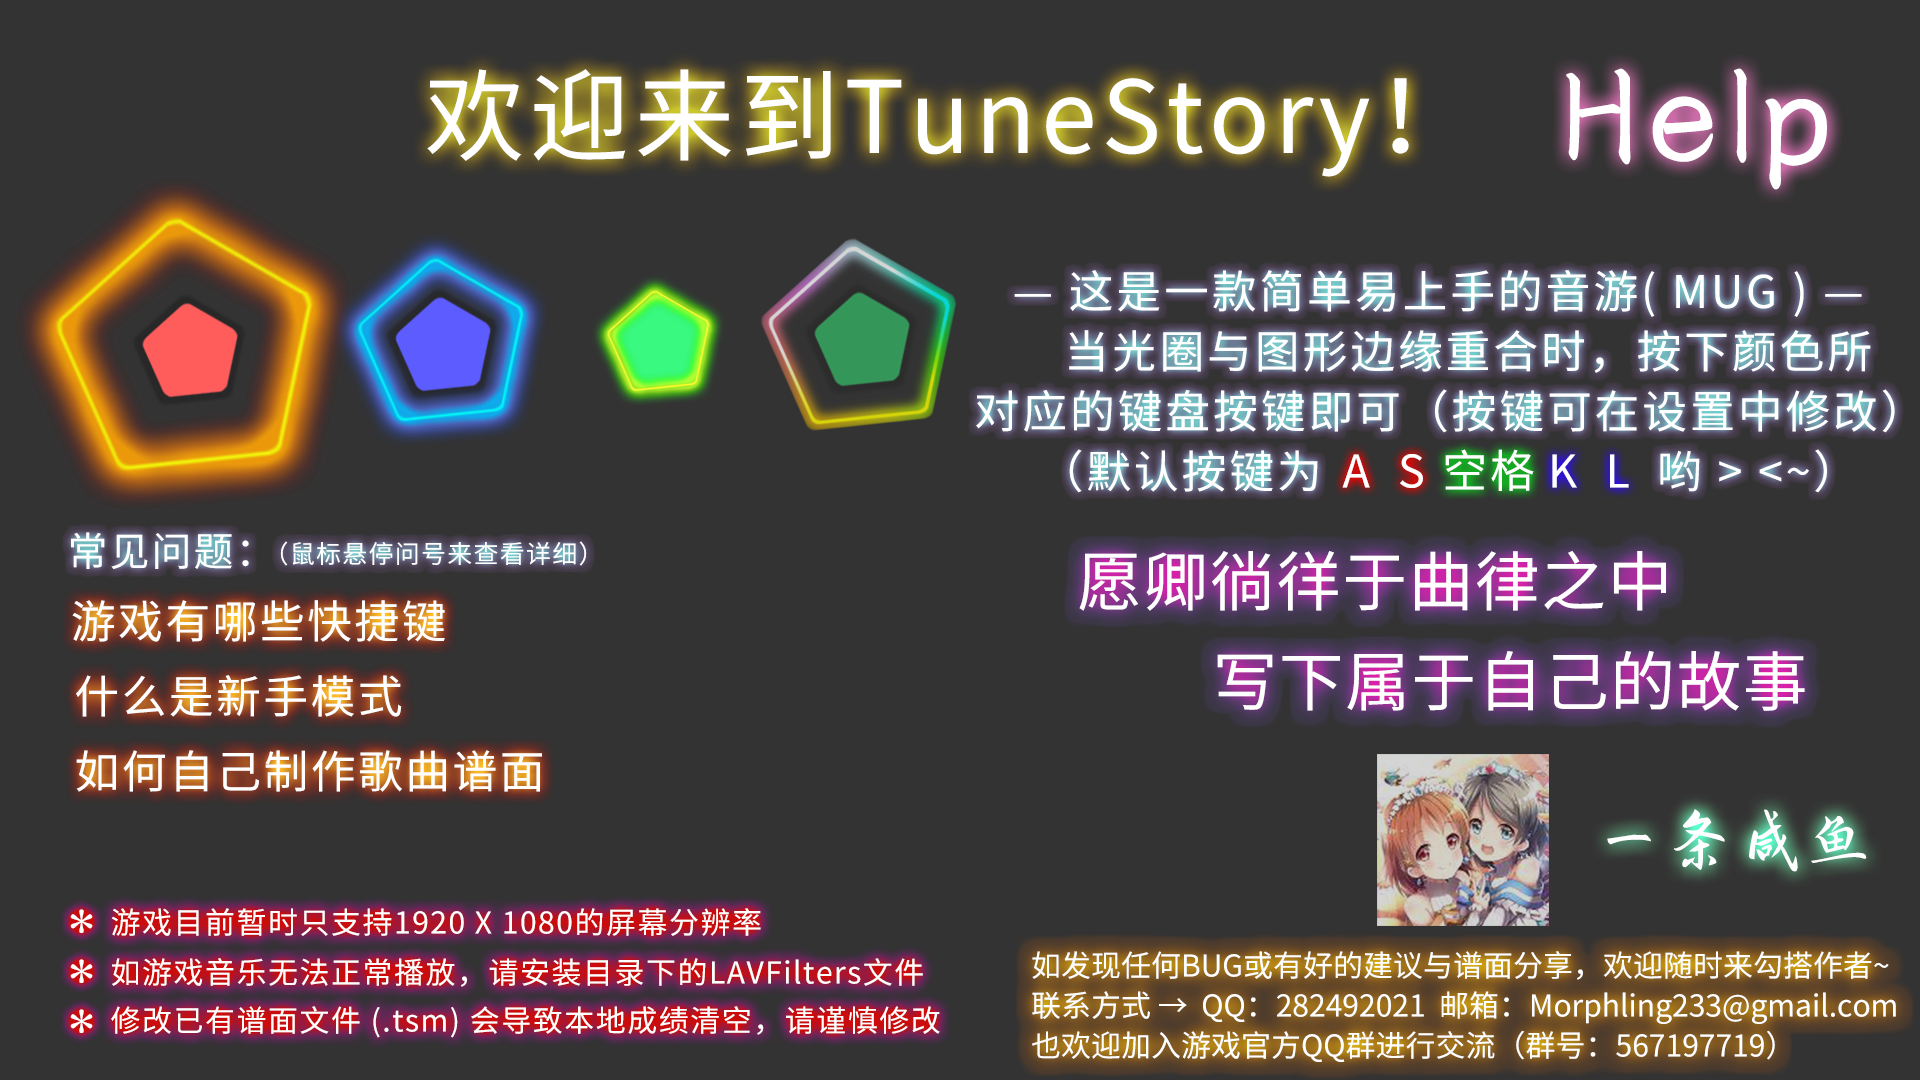 欢迎来到TuneStory!
Help
— 这是一款简单易上手的音游( MUG ) —
当光圈与图形边缘重合时，按下颜色所
对应的键盘按键即可（按键可在设置中修改）
（默认按键为 A S 空格 K L 哟 > <~）
常见问题：（鼠标悬停问号来查看详细）
游戏有哪些快捷键
什么是新手模式
如何自己制作歌曲谱面
愿卿徜徉于曲律之中
写下属于自己的故事
一条咸鱼
* 游戏目前暂时只支持1920 X 1080的屏幕分辨率
* 如游戏音乐无法正常播放，请安装目录下的LAVFilters文件
* 修改已有谱面文件 (.tsm) 会导致本地成绩清空，请谨慎修改
如发现任何BUG或有好的建议与谱面分享，欢迎随时来勾搭作者~
联系方式 → QQ：282492021 邮箱：Morphling233@gmail.com
也欢迎加入游戏官方QQ群进行交流（群号：567197719）